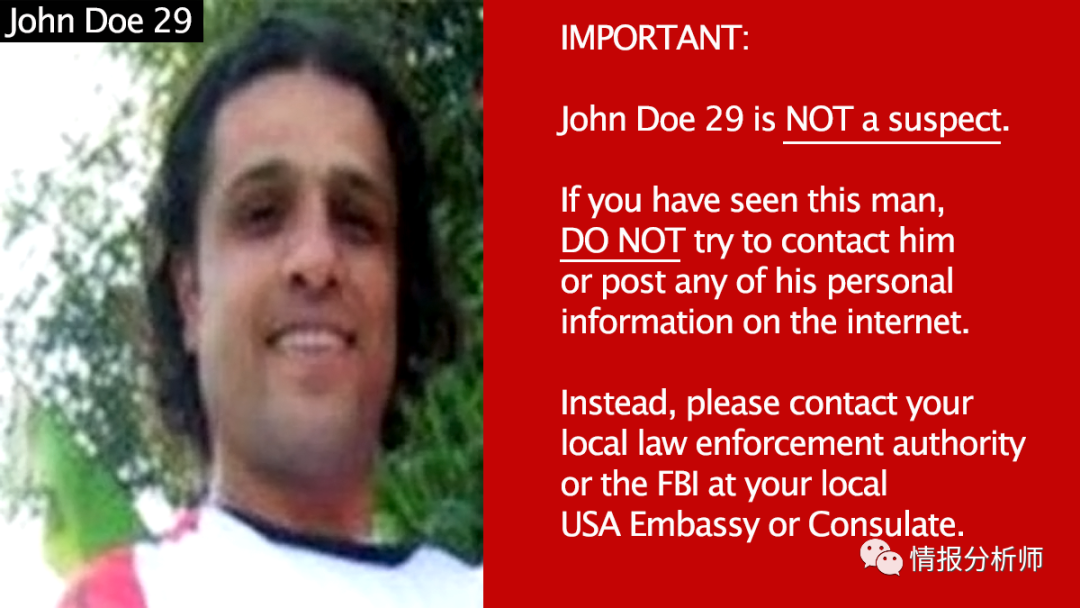 John Doe 29
IMPORTANT:
John Doe 29 is NOT a suspect.
If you have seen this man,
DO NOT try to contact him
or post any of his personal
information on the internet.
Instead, please contact your
local law enforcement authority
or the FBI at your local
USA Embassy or Consulate.
情报分析师